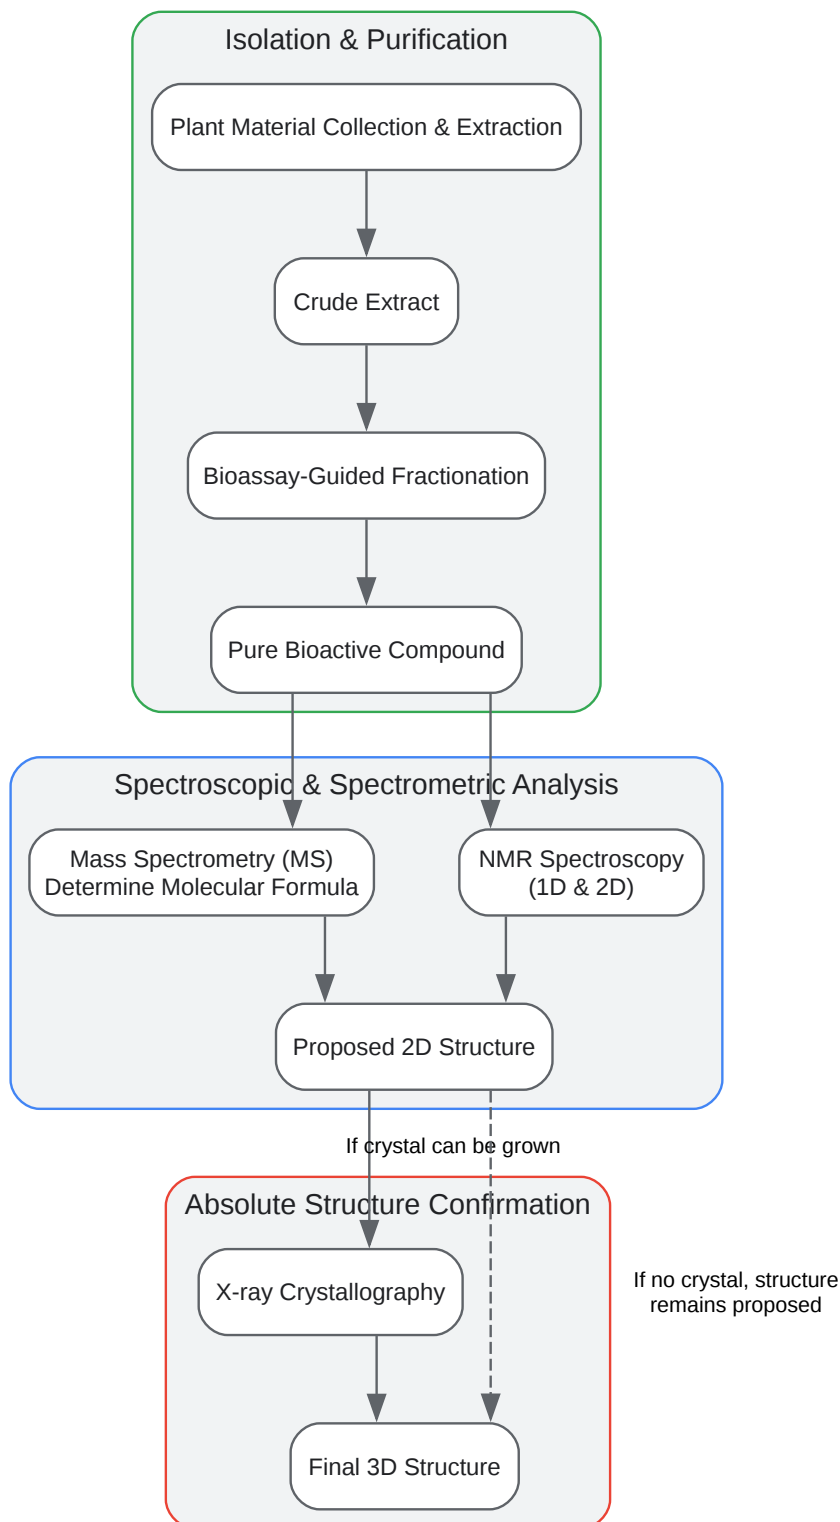 Isolation & Purification
Plant Material Collection & Extraction
Crude Extract
Bioassay-Guided Fractionation
Pure Bioactive Compound
Spectroscopic & Spectrometric Analysis
Mass Spectrometry (MS)
Determine Molecular Formula
NMR Spectroscopy
(1D & 2D)
Proposed 2D Structure
If crystal can be grown
Absolute Structure Confirmation
X-ray Crystallography
If no crystal, structure
remains proposed
Final 3D Structure